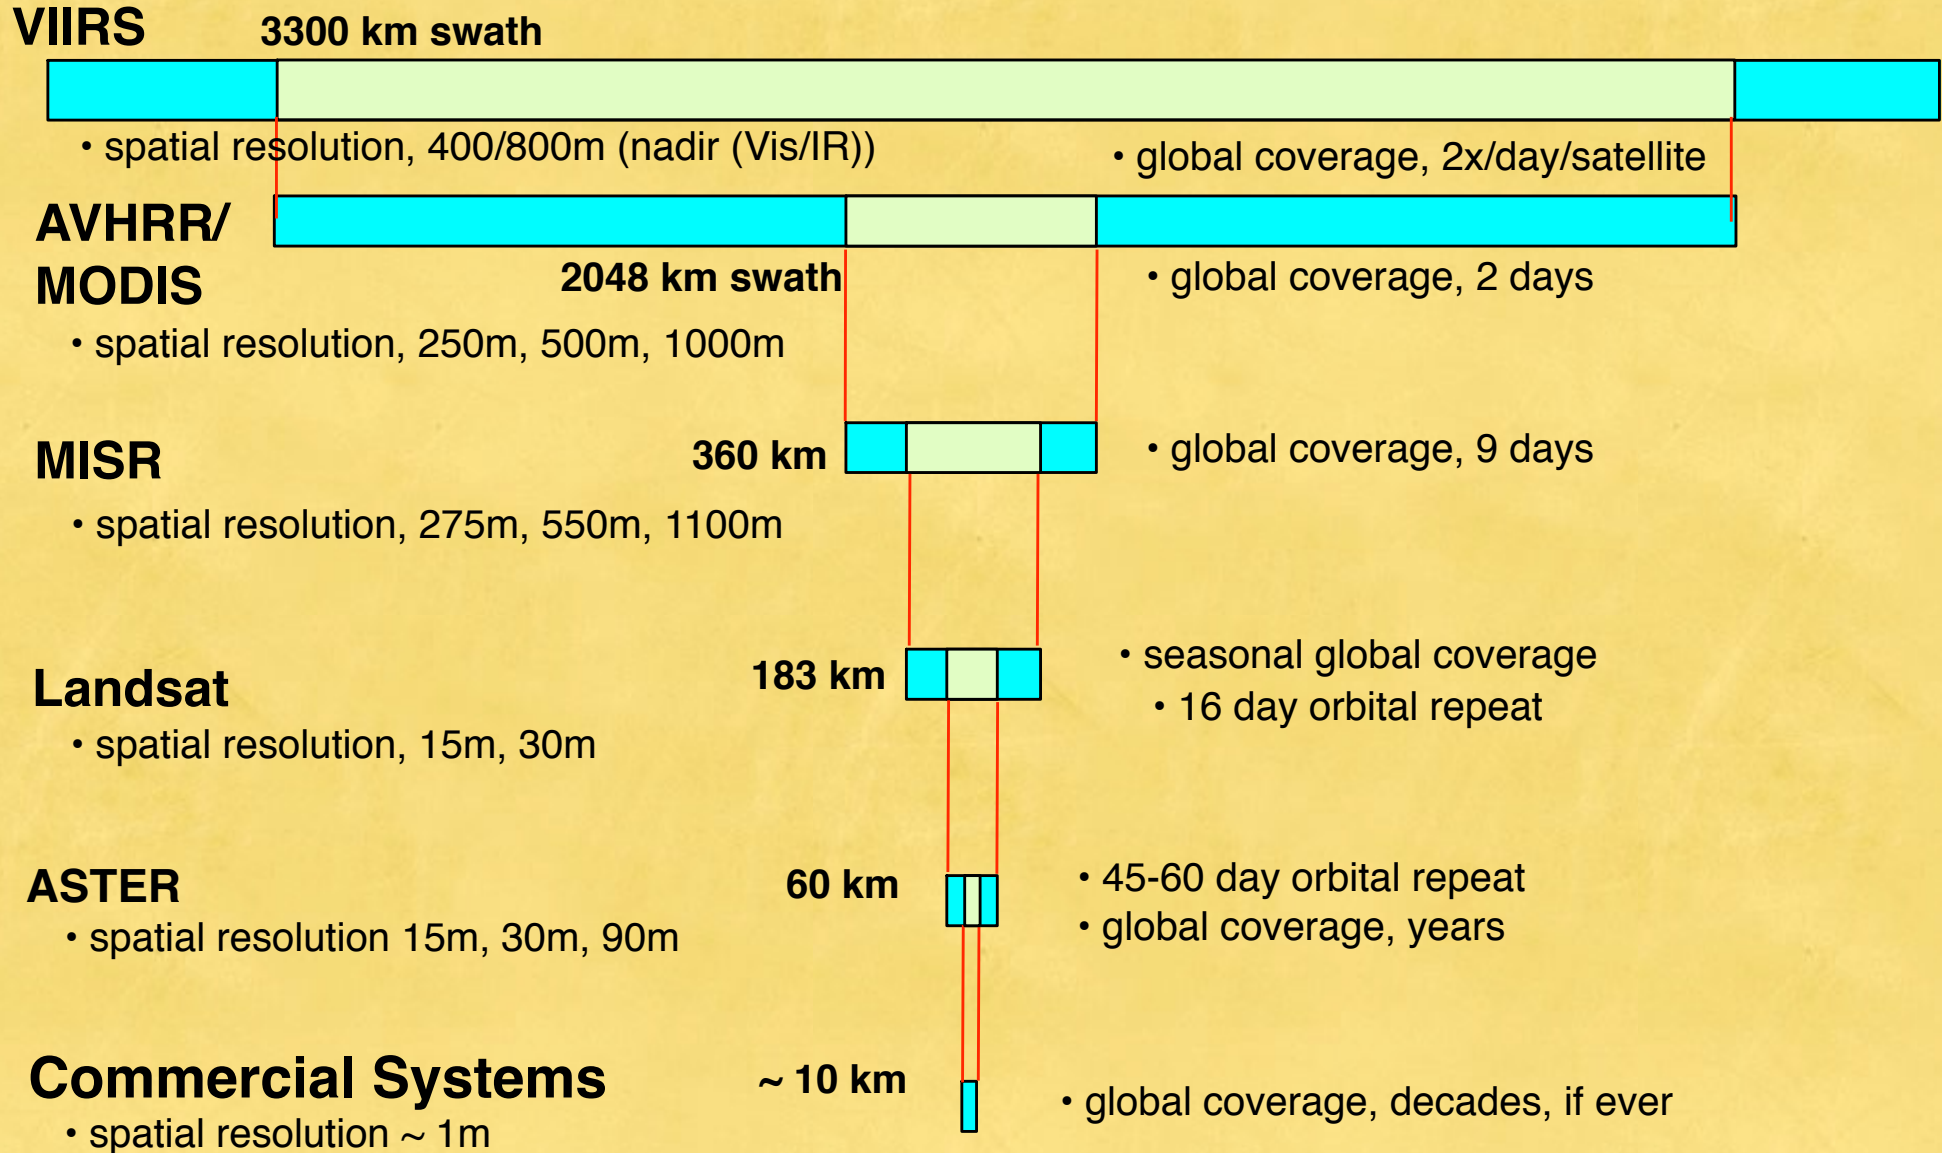 VIIRS 3300 km swath
• spatial resolution, 400/800m (nadir (Vis/IR))
• global coverage, 2x/day/satellite
AVHRR/
MODIS
2048 km swath
• global coverage, 2 days
• spatial resolution, 250m, 500m, 1000m
MISR
360 km
• global coverage, 9 days
• spatial resolution, 275m, 550m, 1100m
Landsat
183 km
• seasonal global coverage
• 16 day orbital repeat
• spatial resolution, 15m, 30m
ASTER
60 km
• 45-60 day orbital repeat
• global coverage, years
• spatial resolution 15m, 30m, 90m
Commercial Systems
~ 10 km
• global coverage, decades, if ever
• spatial resolution ~ 1m